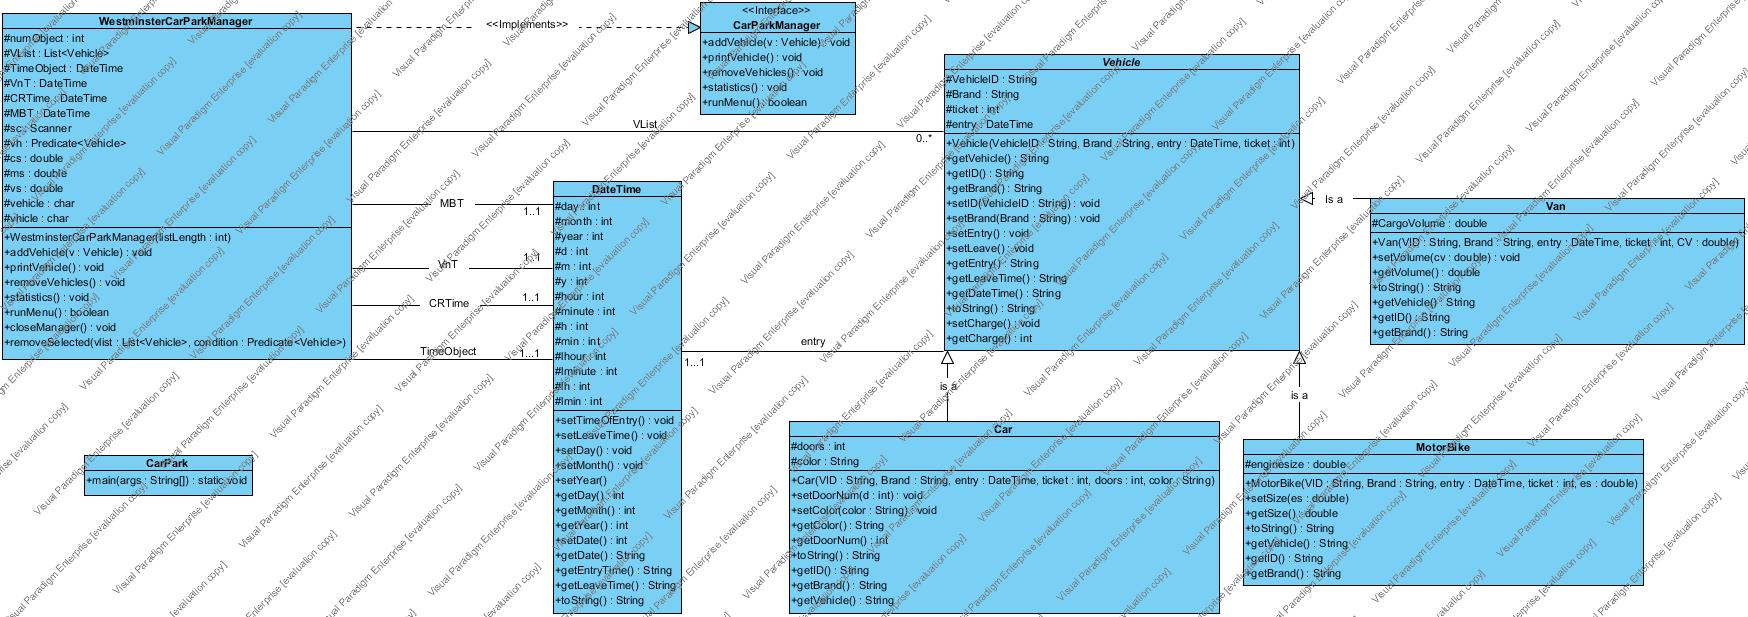 WestminsterCarParkManager
#numObject : int
#VList : List<Vehicle>
#TimeObject : DateTime
#VnT : DateTime
#CRTime : DateTime
#MBT : DateTime
#sc : Scanner
#vh : Predicate<Vehicle>
#cs : double
#ms : double
#vs : double
#vehicle : char
#vhicle : char
+WestminsterCarParkManager(listLength : int)
+addVehicle(v : Vehicle) : void
+printVehicle() : void
+removeVehicles() : void
+statistics() : void
+runMenu() : boolean
+closeManager() : void
+removeSelected(vlist : List<Vehicle>, condition : Predicate<Vehicle>)
<<Implements>>
<<Interface>>
CarParkManager
+addVehicle(v : Vehicle) : void
+printVehicle() : void
+removeVehicles() : void
+statistics() : void
+runMenu() : boolean
VList
0..*
MBT
1..1
VnT
1..1
CRTime
1..1
TimeObject
1...1
DateTime
#day : int
#month : int
#year : int
#d : int
#m : int
#y : int
#hour : int
#minute : int
#h : int
#min : int
#lhour : int
#lminute : int
#lh : int
#lmin : int
+setTimeOfEntry() : void
+setLeaveTime() : void
+setDay() : void
+setMonth() : void
+setYear()
+getDay() : int
+getMonth() : int
+getYear() : int
+setDate() : int
+getDate() : String
+getEntryTime() : String
+getLeaveTime() : String
+toString() : String
entry
1...1
Vehicle
#VehicleID : String
#Brand : String
#ticket : int
#entry : DateTime
+Vehicle(VehicleID : String, Brand : String, entry : DateTime, ticket : int)
+getVehicle() : String
+getID() : String
+getBrand() : String
+setID(VehicleID : String) : void
+setBrand(Brand : String) : void
+setEntry() : void
+setLeave() : void
+getEntry() : String
+getLeaveTime() : String
+getDateTime() : String
+toString() : String
+setCharge() : void
+getCharge() : int
Is a
Van
#CargoVolume : double
+Van(VID : String, Brand : String, entry : DateTime, ticket : int, CV : double)
+setVolume(cv : double) : void
+getVolume() : double
+toString() : String
+getVehicle() : String
+getID() : String
+getBrand() : String
is a
is a
Car
#doors : int
#color : String
+Car(VID : String, Brand : String, entry : DateTime, ticket : int, doors : int, color : String)
+setDoorNum(d : int) : void
+setColor(color : String) : void
+getColor() : String
+getDoorNum() : int
+toString() : String
+getID() : String
+getBrand() : String
+getVehicle() : String
MotorBike
#enginesize : double
+MotorBike(VID : String, Brand : String, entry : DateTime, ticket : int, es : double)
+setSize(es : double)
+getSize() : double
+toString() : String
+getVehicle() : String
+getID() : String
+getBrand() : String
CarPark
+main(args : String[]) : static void
Visual Paradigm Enterprise [evaluation copy]